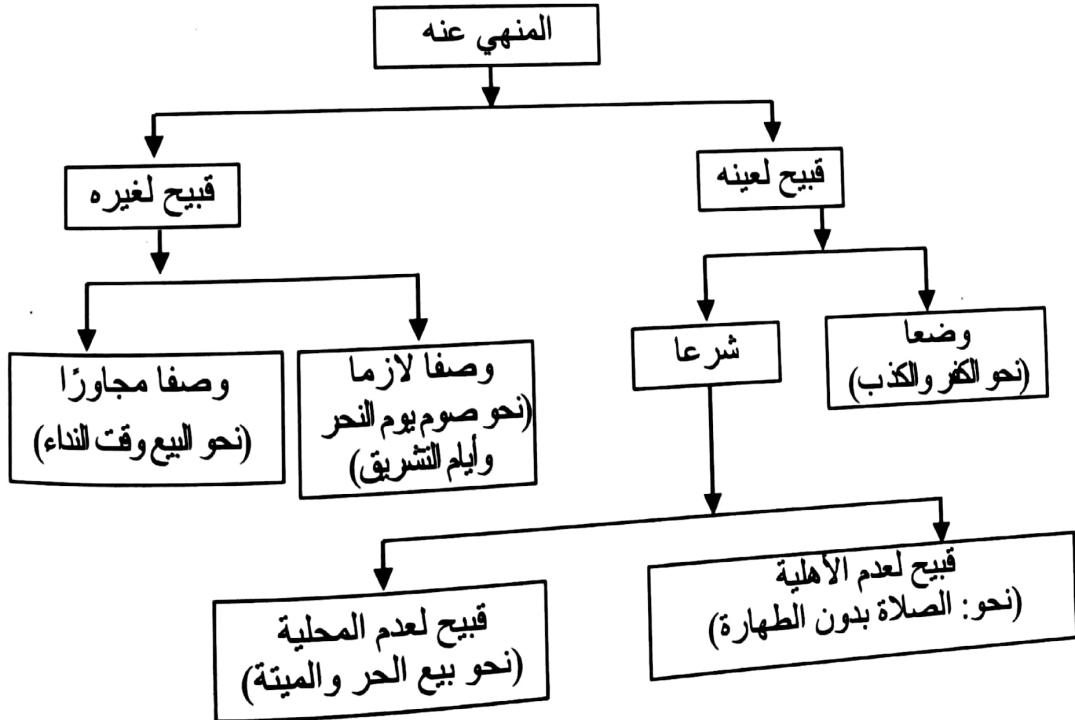 المنهي عنه
قبيح لعينه
قبيح لغيره
وضعا
(نحو الكفر والكذب)
شرعا
وصفا لازما
(نحو صوم يوم النحر
وأيام التشريق)
وصفا مجاورًا
(نحو البيع وقت النداء)
قبيح لعدم الأهلية
(نحو: الصلاة بدون الطهارة)
قبيح لعدم المحلية
(نحو بيع الحر والميتة)